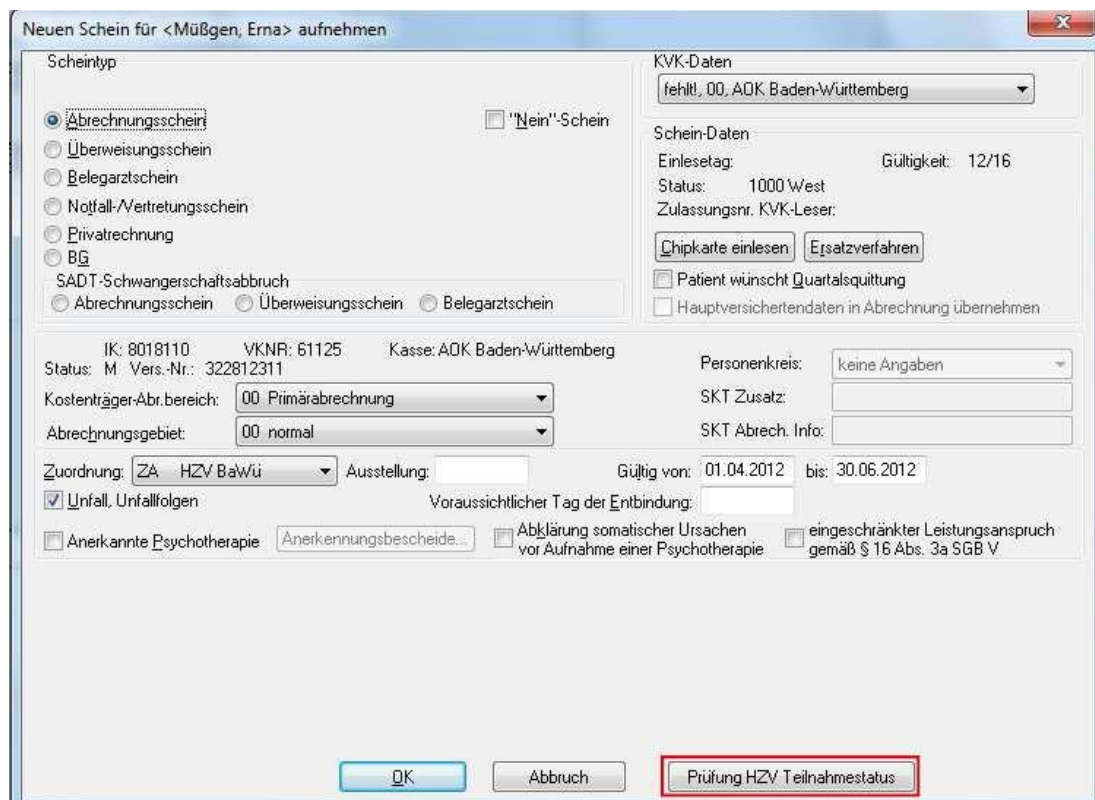 Neuen Schein für <Müßgen, Erna> aufnehmen
x
Scheintyp
Abrechnungsschein
"Nein"-Schein
Überweisungsschein
Belegarztschein
Notfall-/Vertretungsschein
Privatrechnung
BG
SADT-Schwangerschaftsabbruch
Abrechnungsschein Überweisungsschein Belegarztschein
KVK-Daten
fehlt!, 00, AOK Baden-Württemberg
Schein-Daten
Einlesetag: Gültigkeit: 12/16
Status: 1000 West
Zulassungsnr. KVK-Leser:
Chipkarte einlesen Ersatzverfahren
Patient wünscht Quartalsquittung
Hauptversichertendaten in Abrechnung übernehmen
IK: 8018110 VKNR: 61125 Kasse: AOK Baden-Württemberg
Status: M Vers.-Nr.: 322812311
Kostenträger-Abr.bereich: 00 Primärabrechnung
Abrechnungsgebiet: 00 normal
Personenkreis: keine Angaben
SKT Zusatz:
SKT Abrech. Info:
Zuordnung: ZA HZV BaWü Ausstellung: Gültig von: 01.04.2012 bis: 30.06.2012
Unfall, Unfallfolgen Voraussichtlicher Tag der Entbindung:
Anerkannte Psychotherapie Anerkennungsbescheide...
Abklärung somatischer Ursachen
vor Aufnahme einer Psychotherapie
eingeschränkter Leistungsanspruch
gemäß § 16 Abs. 3a SGB V
OK Abbruch Prüfung HZV Teilnahmestatus